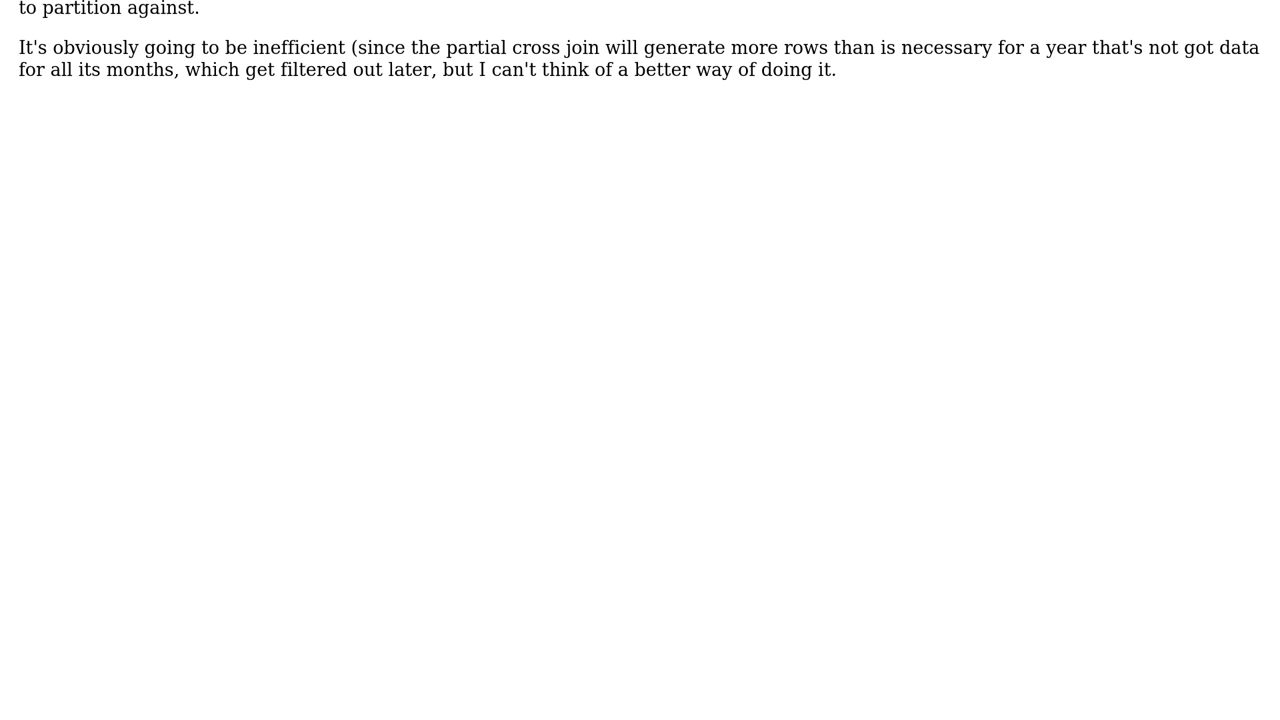 to partition against.
It's obviously going to be inefficient (since the partial cross join will generate more rows than is necessary for a year that's not got data
for all its months, which get filtered out later, but I can't think of a better way of doing it.